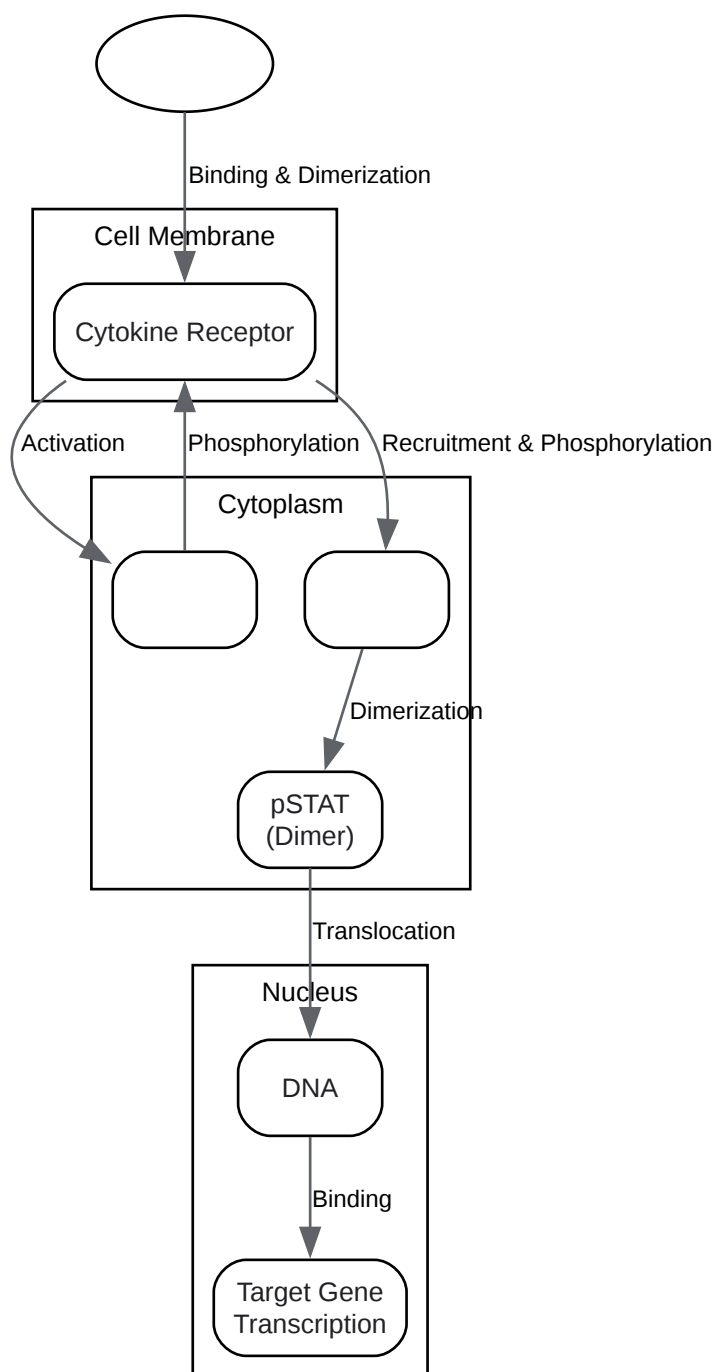 Binding & Dimerization
Cell Membrane
Cytokine Receptor
Activation
Phosphorylation
Recruitment & Phosphorylation
Cytoplasm
Dimerization
pSTAT
(Dimer)
Translocation
Nucleus
DNA
Binding
Target Gene
Transcription